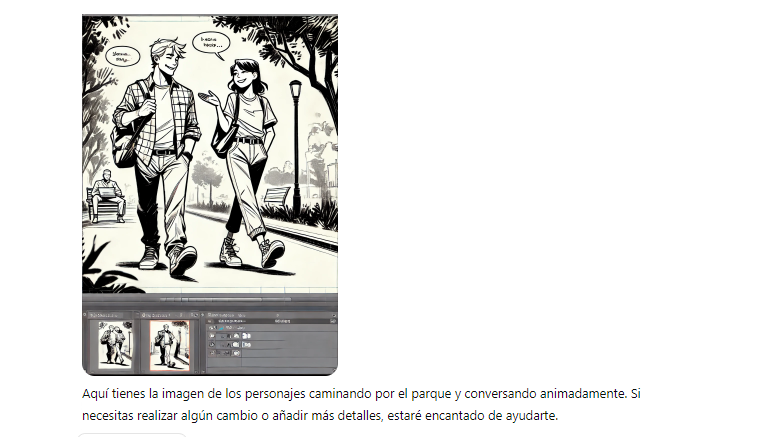 Aquí tienes la imagen de los personajes caminando por el parque y conversando animadamente. Si
necesitas realizar algún cambio o añadir más detalles, estaré encantado de ayudarte.